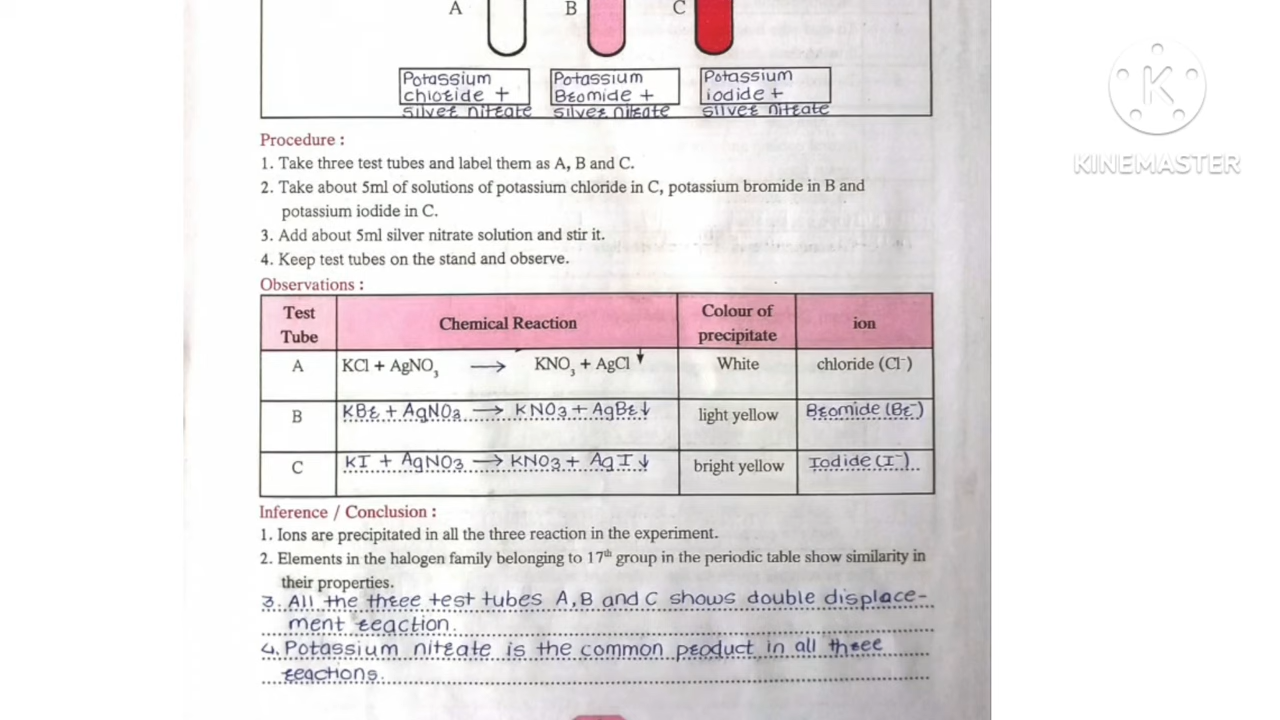 A B C
Potassium
chloride +
silver nitrate
Potassium
Bromide +
silver nitrate
Potassium
iodide +
silver nitrate
KINEMASTER
Procedure :
1. Take three test tubes and label them as A, B and C.
2. Take about 5ml of solutions of potassium chloride in C, potassium bromide in B and
potassium iodide in C.
3. Add about 5ml silver nitrate solution and stir it.
4. Keep test tubes on the stand and observe.
Observations :
Test Tube | Chemical Reaction | Colour of precipitate | ion
A | KCl + AgNO₃ → KNO₃ + AgCl ↓ | White | chloride (Cl⁻)
B | KBr + AgNO₃ → KNO₃ + AgBr↓ | light yellow | Bromide (Br⁻)
C | KI + AgNO₃ → KNO₃ + AgI ↓ | bright yellow | Iodide (I⁻)
Inference / Conclusion :
1. Ions are precipitated in all the three reaction in the experiment.
2. Elements in the halogen family belonging to 17th group in the periodic table show similarity in
their properties.
3. All the three test tubes A, B and C shows double displace-
ment reaction.
4. Potassium nitrate is the common product in all three
reactions.